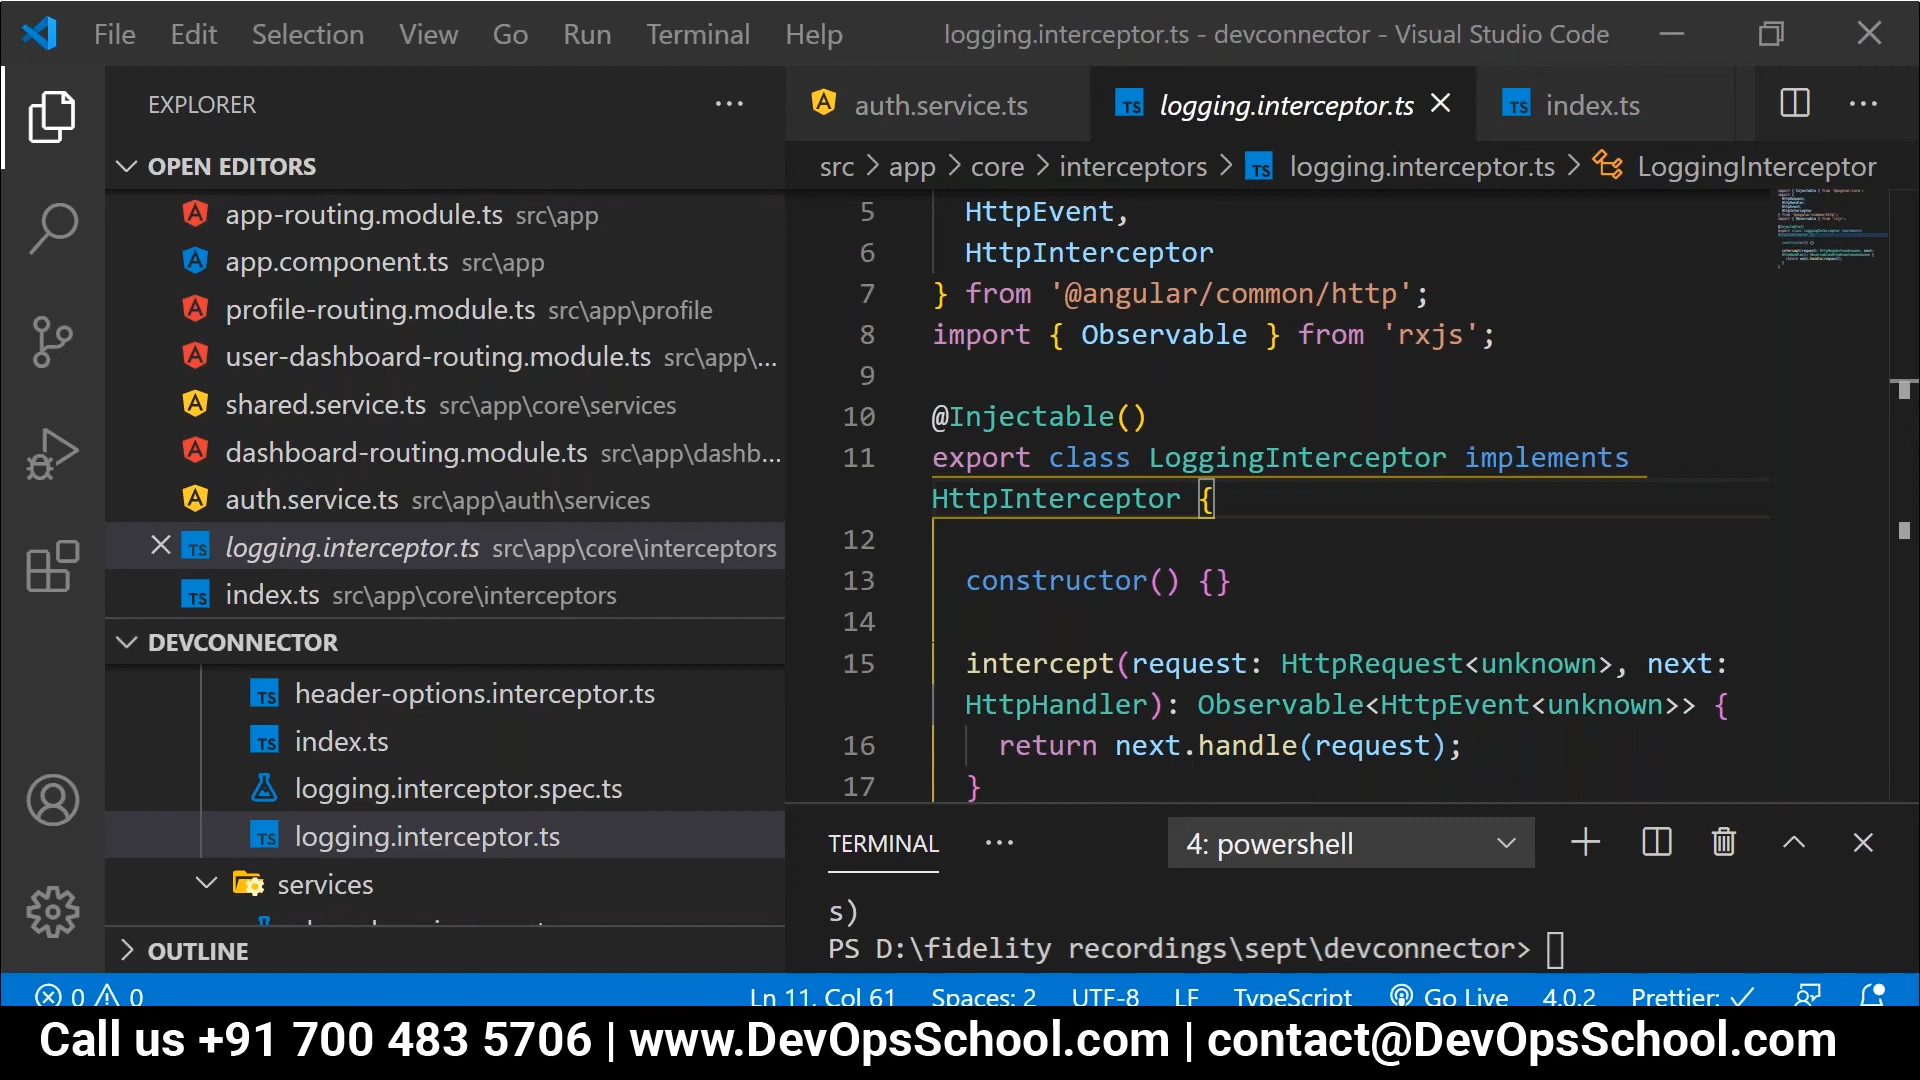 File Edit Selection View Go Run Terminal Help logging.interceptor.ts - devconnector - Visual Studio Code
EXPLORER
OPEN EDITORS
app-routing.module.ts src\app
app.component.ts src\app
profile-routing.module.ts src\app\profile
user-dashboard-routing.module.ts src\app\...
shared.service.ts src\app\core\services
dashboard-routing.module.ts src\app\dashb...
auth.service.ts src\app\auth\services
TS logging.interceptor.ts src\app\core\interceptors
TS index.ts src\app\core\interceptors
DEVCONNECTOR
TS header-options.interceptor.ts
TS index.ts
logging.interceptor.spec.ts
TS logging.interceptor.ts
services
OUTLINE
auth.service.ts TS logging.interceptor.ts TS index.ts
src > app > core > interceptors > TS logging.interceptor.ts > LoggingInterceptor
5 HttpEvent,
6 HttpInterceptor
7 } from '@angular/common/http';
8 import { Observable } from 'rxjs';
9
10 @Injectable()
11 export class LoggingInterceptor implements
HttpInterceptor {
12
13 constructor() {}
14
15 intercept(request: HttpRequest<unknown>, next:
HttpHandler): Observable<HttpEvent<unknown>> {
16 return next.handle(request);
17 }
TERMINAL 4: powershell
s)
PS D:\fidelity recordings\sept\devconnector>
0 0 Ln 11, Col 61 Spaces: 2 UTF-8 LF TypeScript Go Live 4.0.2 Prettier: ✓
Call us +91 700 483 5706 | www.DevOpsSchool.com | contact@DevOpsSchool.com